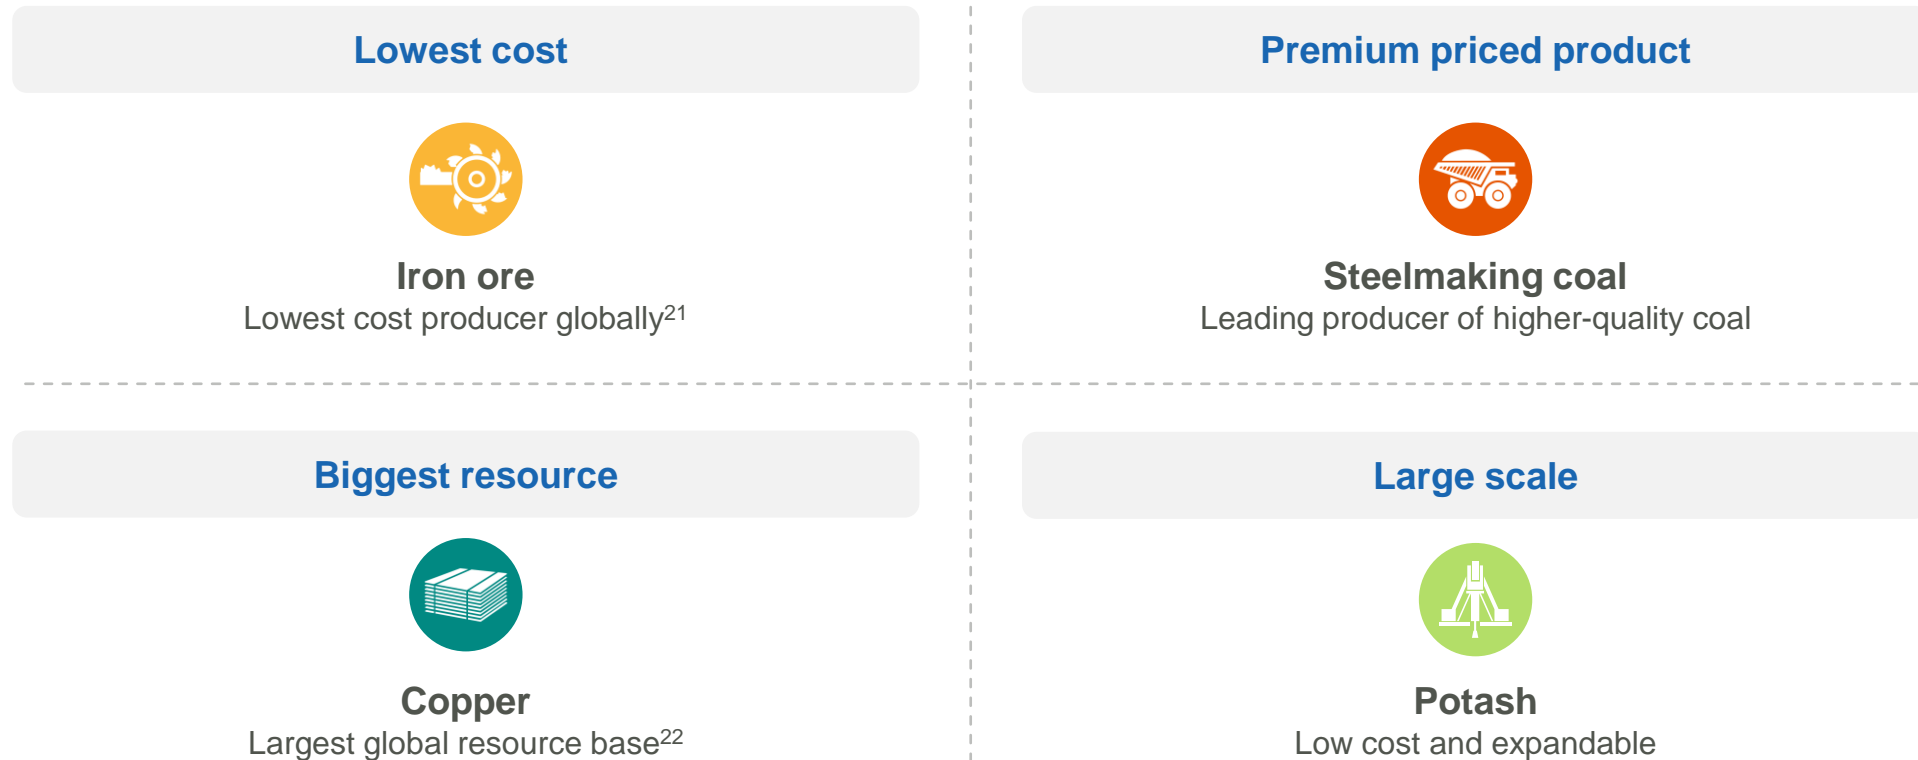 Lowest cost
Iron ore
Lowest cost producer globally21
Premium priced product
Steelmaking coal
Leading producer of higher-quality coal
Biggest resource
Copper
Largest global resource base22
Large scale
Potash
Low cost and expandable